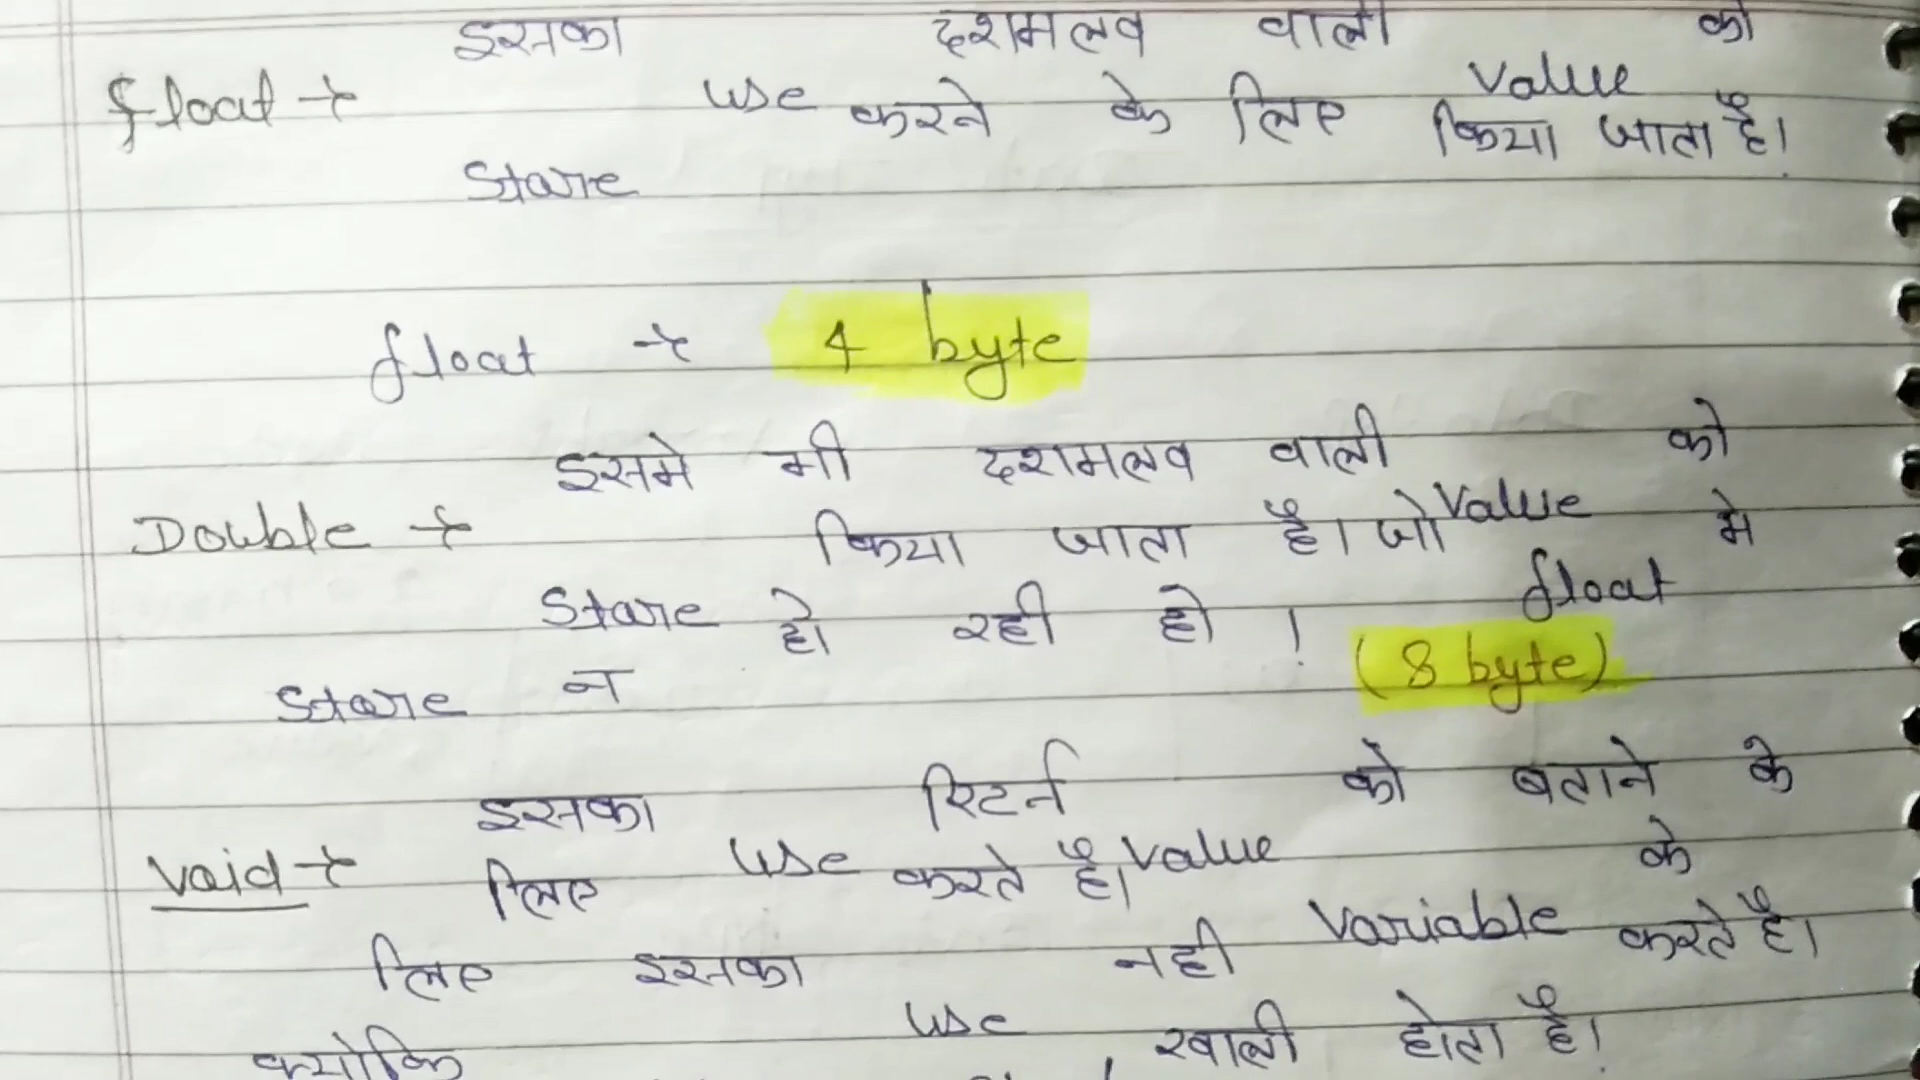 float → इसका use दशमलव वाली value को
store करने के लिए किया जाता है।
float → 4 byte
Double → इसमे भी दशमलव वाली value को
store किया जाता है। जो float मे
store न हो रही हो ! (8 byte)
void → इसका use रिटर्न value को बताने के
लिए करते है। variable के
लिए इसका use नही करते है।
क्योकि खाली होता है।